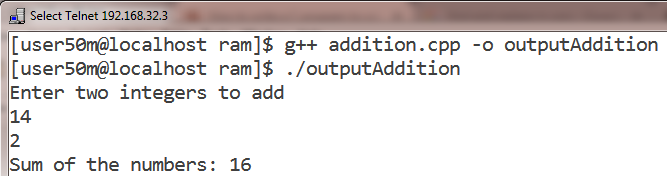 Select Telnet 192.168.32.3
[user50m@localhost ram]$ g++ addition.cpp -o outputAddition
[user50m@localhost ram]$ ./outputAddition
Enter two integers to add
14
2
Sum of the numbers: 16